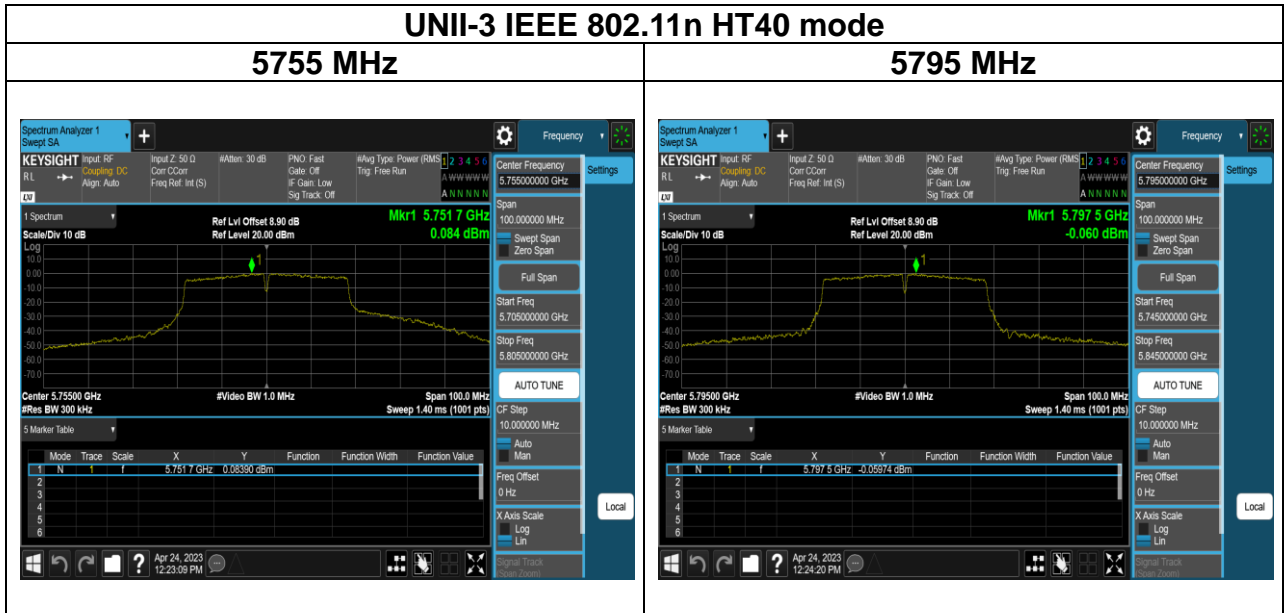 UNII-3 IEEE 802.11n HT40 mode
5755 MHz
5795 MHz
Spectrum Analyzer 1
Swept SA
+
Frequency
KEYSIGHT
RL
LXI
Input: RF
Coupling: DC
Align: Auto
Input Z: 50 Ω
Corr CCorr
Freq Ref: Int (S)
#Atten: 30 dB
PNO: Fast
Gate: Off
IF Gain: Low
Sig Track: Off
#Avg Type: Power (RMS
Trig: Free Run
1 2 3 4 5 6
A W W W W W
A N N N N N
Center Frequency
5.755000000 GHz
Settings
1 Spectrum
Scale/Div 10 dB
Ref Lvl Offset 8.90 dB
Ref Level 20.00 dBm
Mkr1 5.751 7 GHz
0.084 dBm
Log
10.0
0.00
-10.0
-20.0
-30.0
-40.0
-50.0
-60.0
-70.0
1
Span
100.000000 MHz
Swept Span
Zero Span
Full Span
Start Freq
5.705000000 GHz
Stop Freq
5.805000000 GHz
AUTO TUNE
Center 5.75500 GHz
#Res BW 300 kHz
#Video BW 1.0 MHz
Span 100.0 MHz
Sweep 1.40 ms (1001 pts)
CF Step
10.000000 MHz
Auto
Man
5 Marker Table
Mode Trace Scale X Y Function Function Width Function Value
1 N 1 f 5.751 7 GHz 0.08390 dBm
2
3
4
5
6
Freq Offset
0 Hz
X Axis Scale
Log
Lin
Local
Signal Track
(Span Zoom)
?
Apr 24, 2023
12:23:09 PM
Spectrum Analyzer 1
Swept SA
+
Frequency
KEYSIGHT
RL
LXI
Input: RF
Coupling: DC
Align: Auto
Input Z: 50 Ω
Corr CCorr
Freq Ref: Int (S)
#Atten: 30 dB
PNO: Fast
Gate: Off
IF Gain: Low
Sig Track: Off
#Avg Type: Power (RMS
Trig: Free Run
1 2 3 4 5 6
A W W W W W
A N N N N N
Center Frequency
5.795000000 GHz
Settings
1 Spectrum
Scale/Div 10 dB
Ref Lvl Offset 8.90 dB
Ref Level 20.00 dBm
Mkr1 5.797 5 GHz
-0.060 dBm
Log
10.0
0.00
-10.0
-20.0
-30.0
-40.0
-50.0
-60.0
-70.0
1
Span
100.000000 MHz
Swept Span
Zero Span
Full Span
Start Freq
5.745000000 GHz
Stop Freq
5.845000000 GHz
AUTO TUNE
Center 5.79500 GHz
#Res BW 300 kHz
#Video BW 1.0 MHz
Span 100.0 MHz
Sweep 1.40 ms (1001 pts)
CF Step
10.000000 MHz
Auto
Man
5 Marker Table
Mode Trace Scale X Y Function Function Width Function Value
1 N 1 f 5.797 5 GHz -0.05974 dBm
2
3
4
5
6
Freq Offset
0 Hz
X Axis Scale
Log
Lin
Local
Signal Track
(Span Zoom)
?
Apr 24, 2023
12:24:20 PM